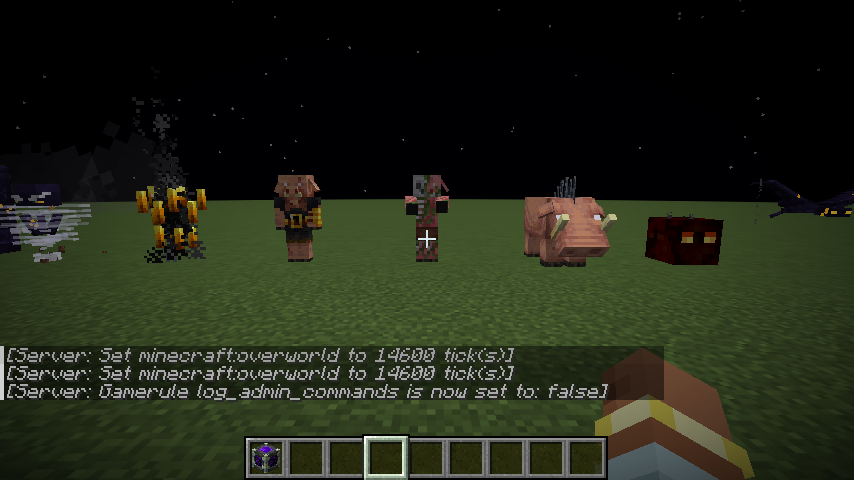 [Server: Set minecraft:overworld to 14600 tick(s)]
[Server: Set minecraft:overworld to 14600 tick(s)]
[Server: Gamerule log_admin_commands is now set to: false]